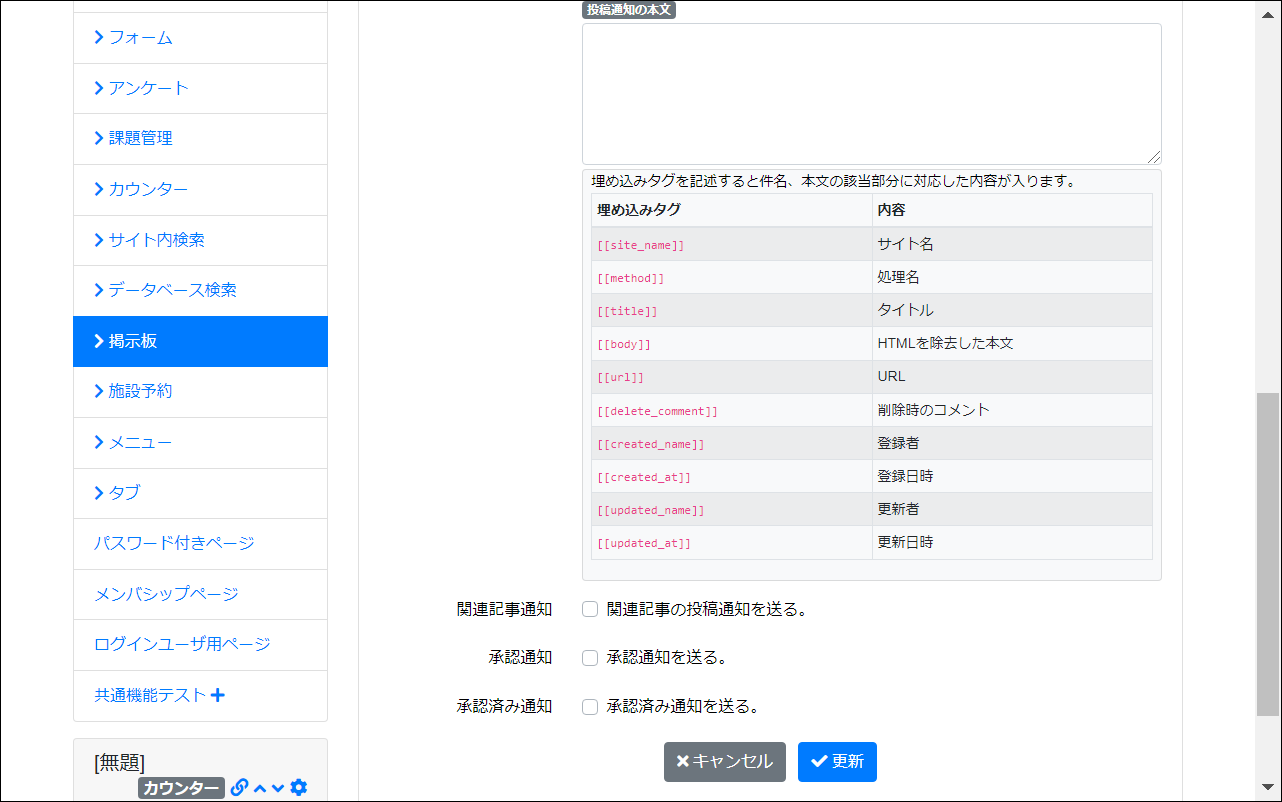 フォーム
アンケート
課題管理
カウンター
サイト内検索
データベース検索
掲示板
施設予約
メニュー
タブ
パスワード付きページ
メンバシップページ
ログインユーザ用ページ
共通機能テスト
[無題]
カウンター
投稿通知の本文
埋め込みタグを記述すると件名、本文の該当部分に対応した内容が入ります。
埋め込みタグ 内容
[[site_name]] サイト名
[[method]] 処理名
[[title]] タイトル
[[body]] HTMLを除去した本文
[[url]] URL
[[delete_comment]] 削除時のコメント
[[created_name]] 登録者
[[created_at]] 登録日時
[[updated_name]] 更新者
[[updated_at]] 更新日時
関連記事通知 関連記事の投稿通知を送る。
承認通知 承認通知を送る。
承認済み通知 承認済み通知を送る。
キャンセル 更新